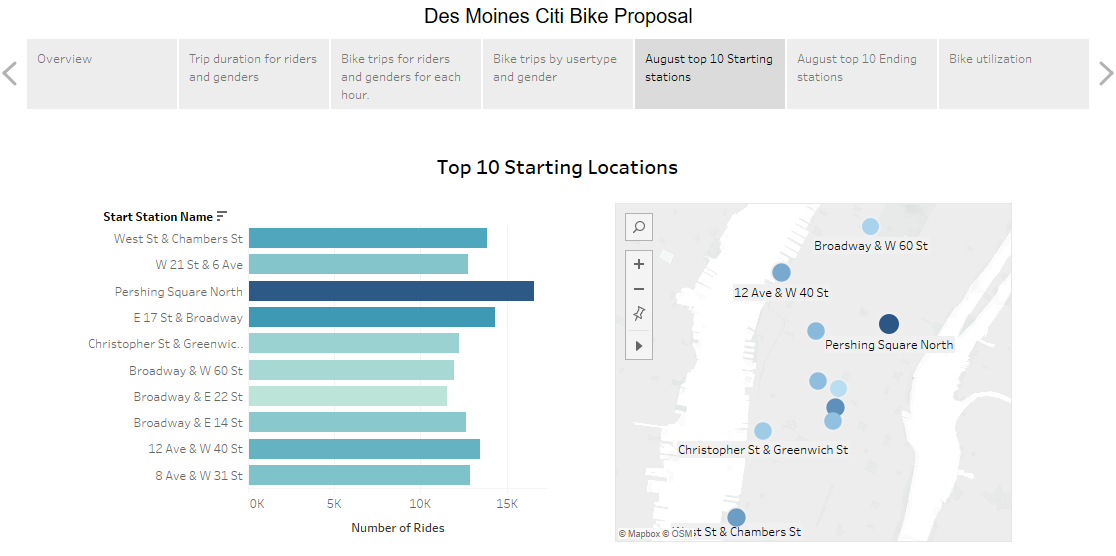 Des Moines Citi Bike Proposal
Overview
Trip duration for riders
and genders
Bike trips for riders
and genders for each
hour.
Bike trips by usertype
and gender
August top 10 Starting
stations
August top 10 Ending
stations
Bike utilization
Top 10 Starting Locations
Start Station Name
West St & Chambers St
W 21 St & 6 Ave
Pershing Square North
E 17 St & Broadway
Christopher St & Greenwic..
Broadway & W 60 St
Broadway & E 22 St
Broadway & E 14 St
12 Ave & W 40 St
8 Ave & W 31 St
0K 5K 10K 15K
Number of Rides
Broadway & W 60 St
12 Ave & W 40 St
Pershing Square North
Christopher St & Greenwich St
West St & Chambers St
© Mapbox © OSM